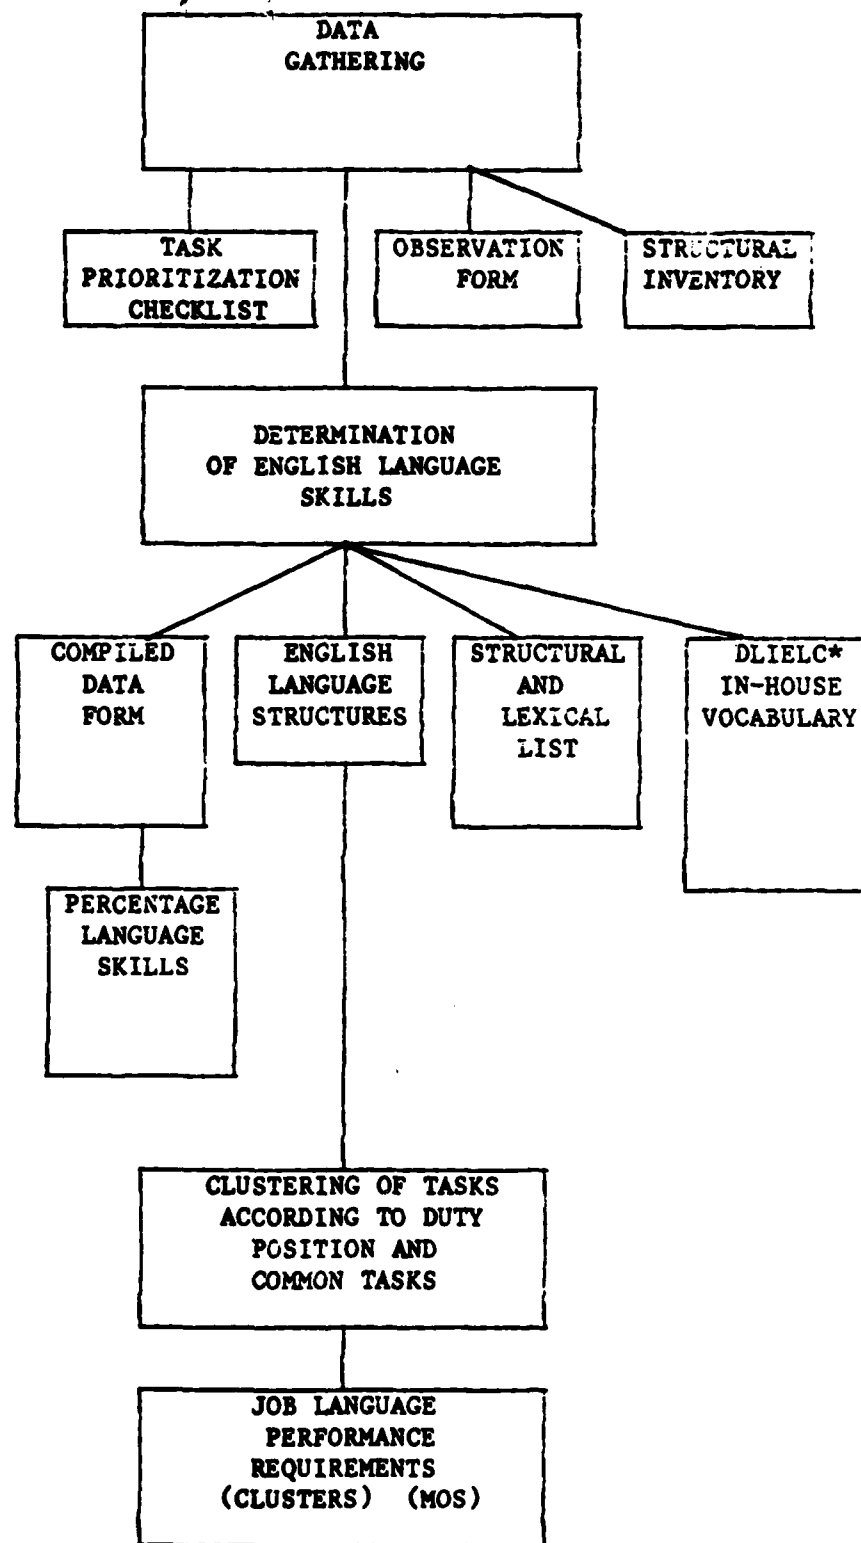 DATA
GATHERING
TASK
PRIORITIZATION
CHECKLIST
OBSERVATION
FORM
STRUCTURAL
INVENTORY
DETERMINATION
OF ENGLISH LANGUAGE
SKILLS
COMPILED
DATA
FORM
ENGLISH
LANGUAGE
STRUCTURES
STRUCTURAL
AND
LEXICAL
LIST
DLIELC*
IN-HOUSE
VOCABULARY
PERCENTAGE
LANGUAGE
SKILLS
CLUSTERING OF TASKS
ACCORDING TO DUTY
POSITION AND
COMMON TASKS
JOB LANGUAGE
PERFORMANCE
REQUIREMENTS
(CLUSTERS) (MOS)